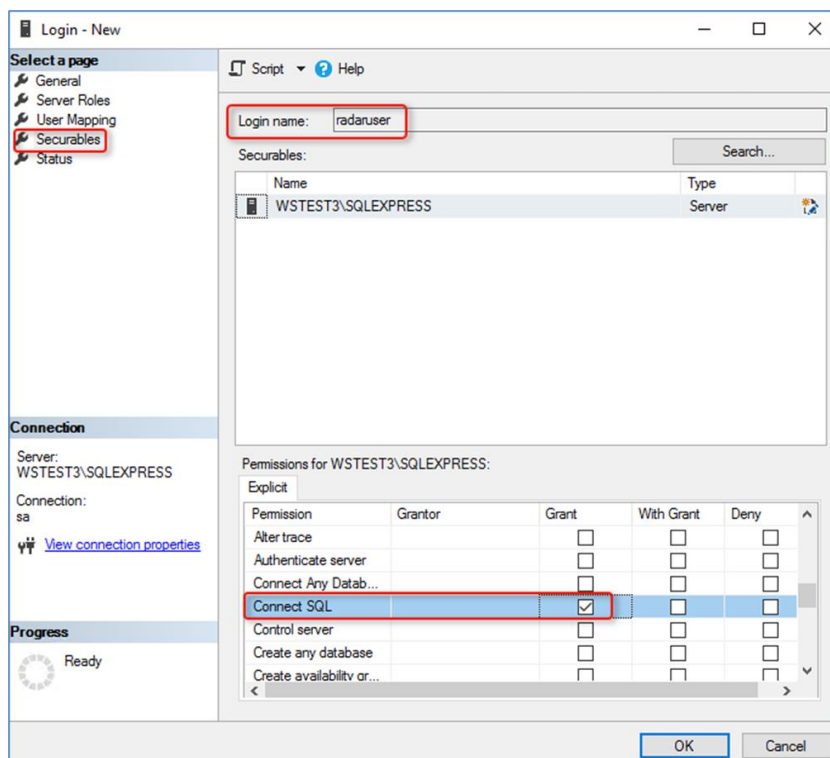 Login - New
Select a page
General
Server Roles
User Mapping
Securables
Status
Script Help
Login name: radaruser
Securables: Search...
Name Type
WSTEST3\SQLEXPRESS Server
Connection
Server:
WSTEST3\SQLEXPRESS
Connection:
sa
View connection properties
Progress
Ready
Permissions for WSTEST3\SQLEXPRESS:
Explicit
Permission Grantor Grant With Grant Deny
Alter trace
Authenticate server
Connect Any Datab...
Connect SQL
Control server
Create any database
Create availability gr...
OK Cancel